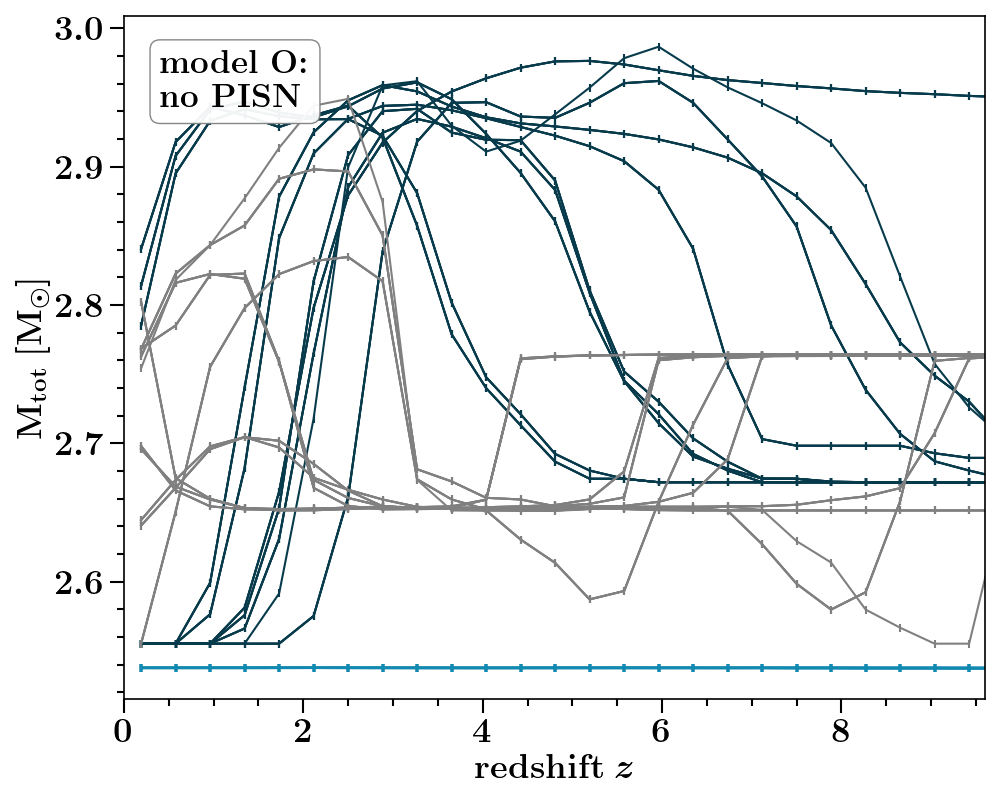 model O:
no PISN
3.0
2.9
2.8
2.7
2.6
M_tot [M_⊙]
0 2 4 6 8
redshift z